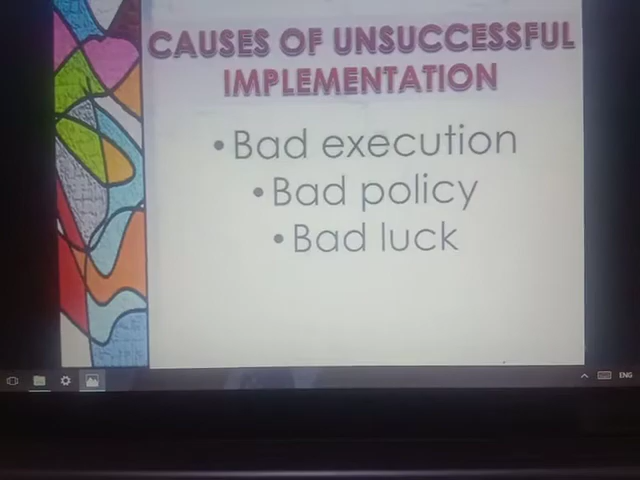 CAUSES OF UNSUCCESSFUL
IMPLEMENTATION
•Bad execution
•Bad policy
•Bad luck
ENG